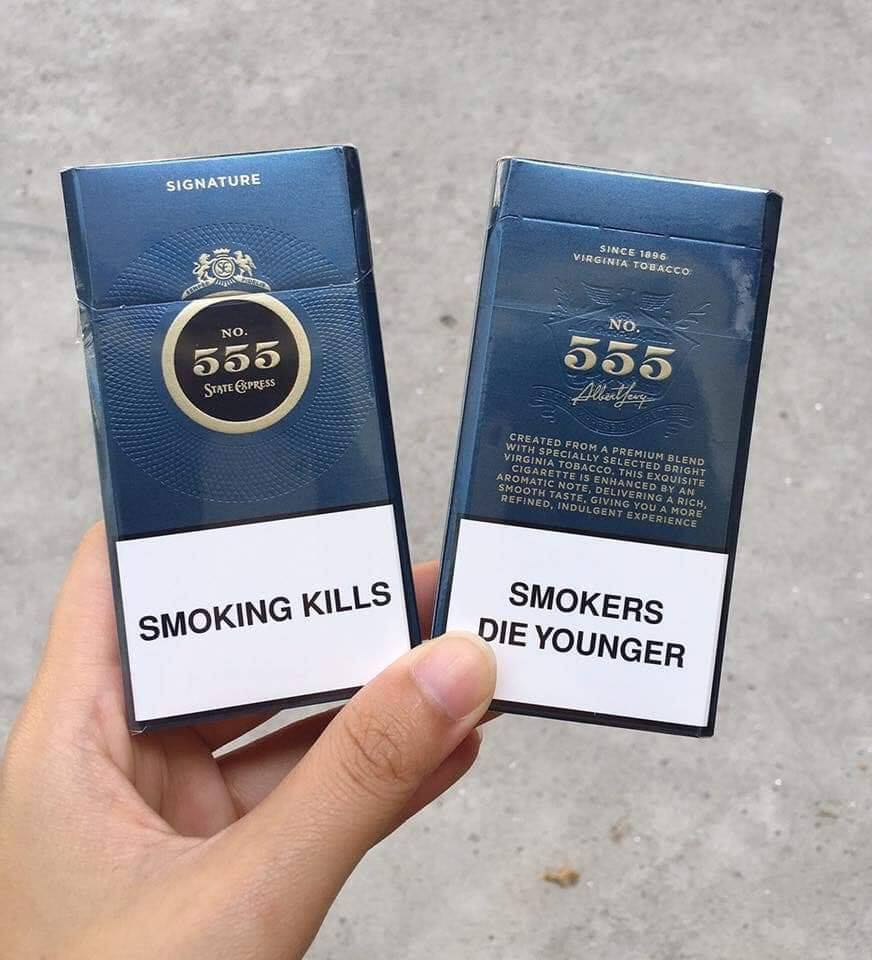 SIGNATURE
NO.
555
STATE EXPRESS
SMOKING KILLS
SINCE 1896
VIRGINIA TOBACCO
NO.
555
Albert Levy
CREATED FROM A PREMIUM BLEND
WITH SPECIALLY SELECTED BRIGHT
VIRGINIA TOBACCO, THIS EXQUISITE
CIGARETTE IS ENHANCED BY AN
AROMATIC NOTE, DELIVERING A RICH,
SMOOTH TASTE, GIVING YOU A MORE
REFINED, INDULGENT EXPERIENCE
SMOKERS
DIE YOUNGER